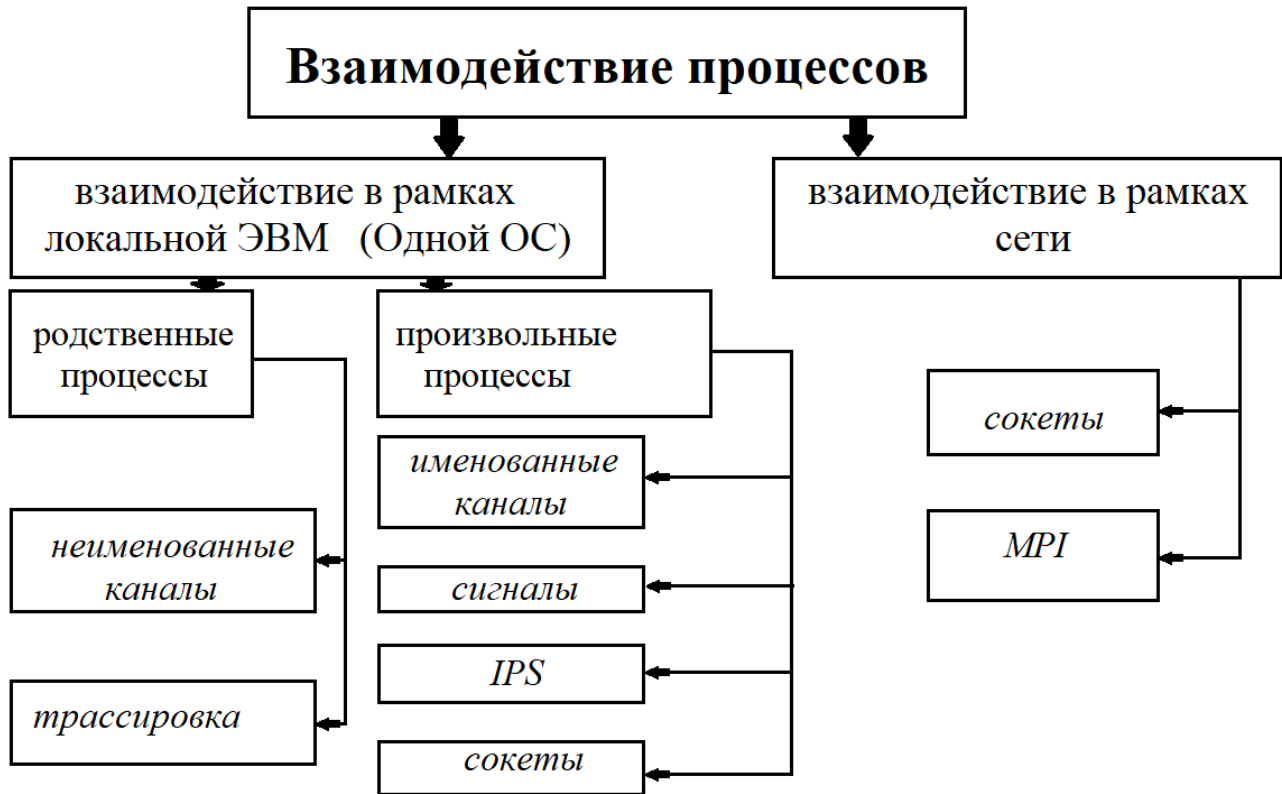 Взаимодействие процессов
взаимодействие в рамках
локальной ЭВМ (Одной ОС)
взаимодействие в рамках
сети
родственные
процессы
произвольные
процессы
неименованные
каналы
трассировка
именованные
каналы
сигналы
IPS
сокеты
сокеты
MPI